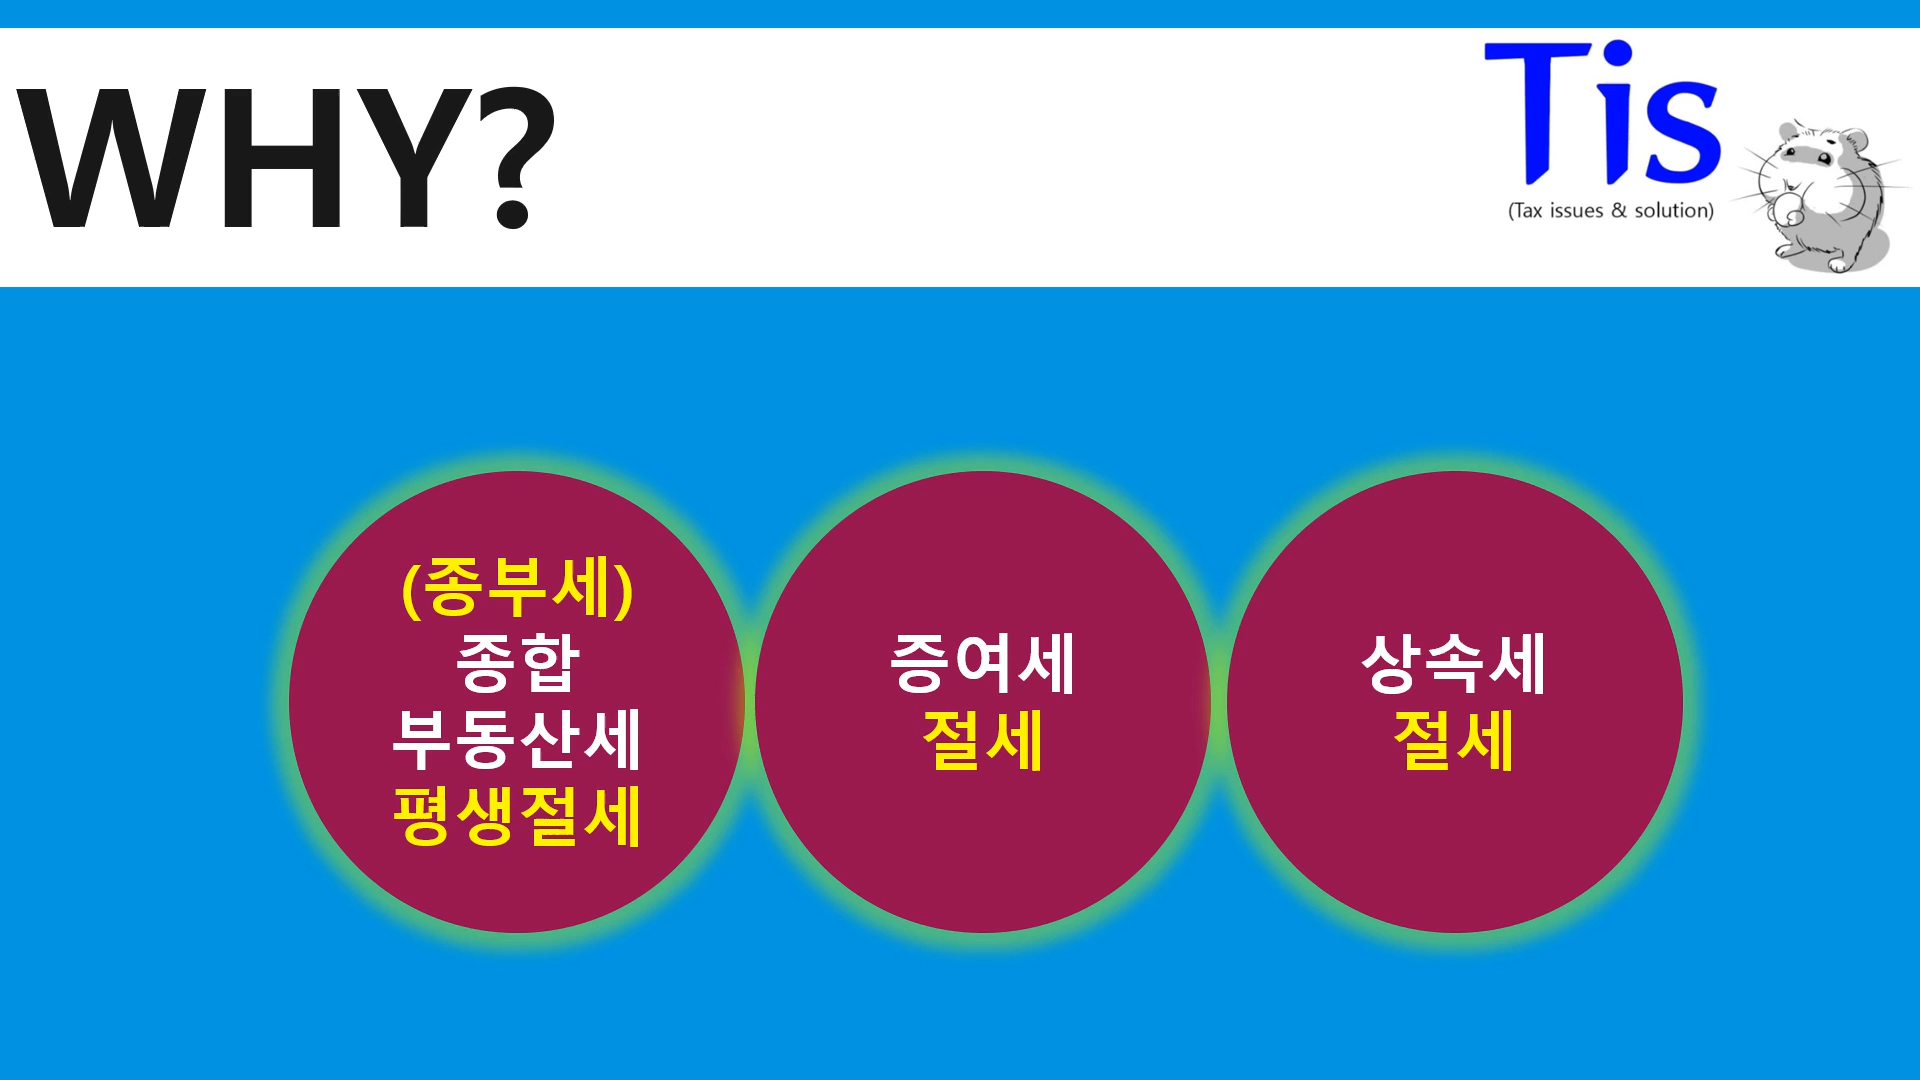 WHY?
Tis
(Tax issues & solution)
(종부세)
종합
부동산세
평생절세
증여세
절세
상속세
절세